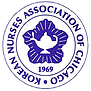 KOREAN NURSES ASSOCIATION OF CHICAGO
1969